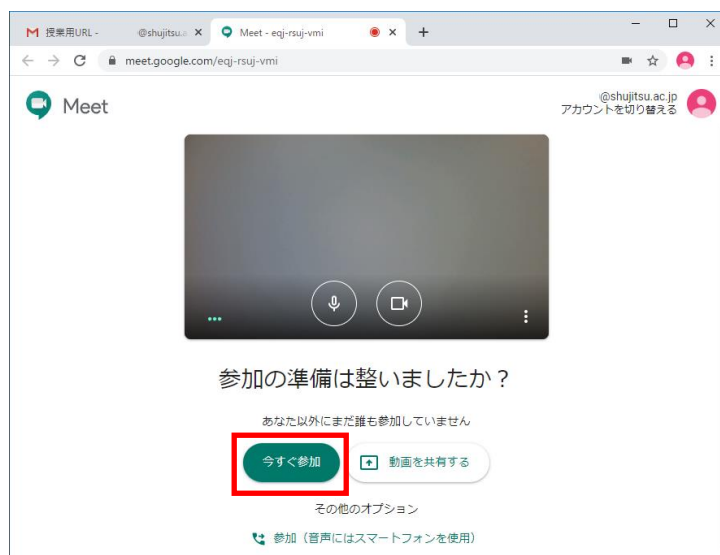 授業用URL - @shujitsu.a
Meet - eqj-rsuj-vmi
meet.google.com/eqj-rsuj-vmi
Meet
@shujitsu.ac.jp
アカウントを切り替える
参加の準備は整いましたか？
あなた以外にまだ誰も参加していません
今すぐ参加
動画を共有する
その他のオプション
参加（音声にはスマートフォンを使用）